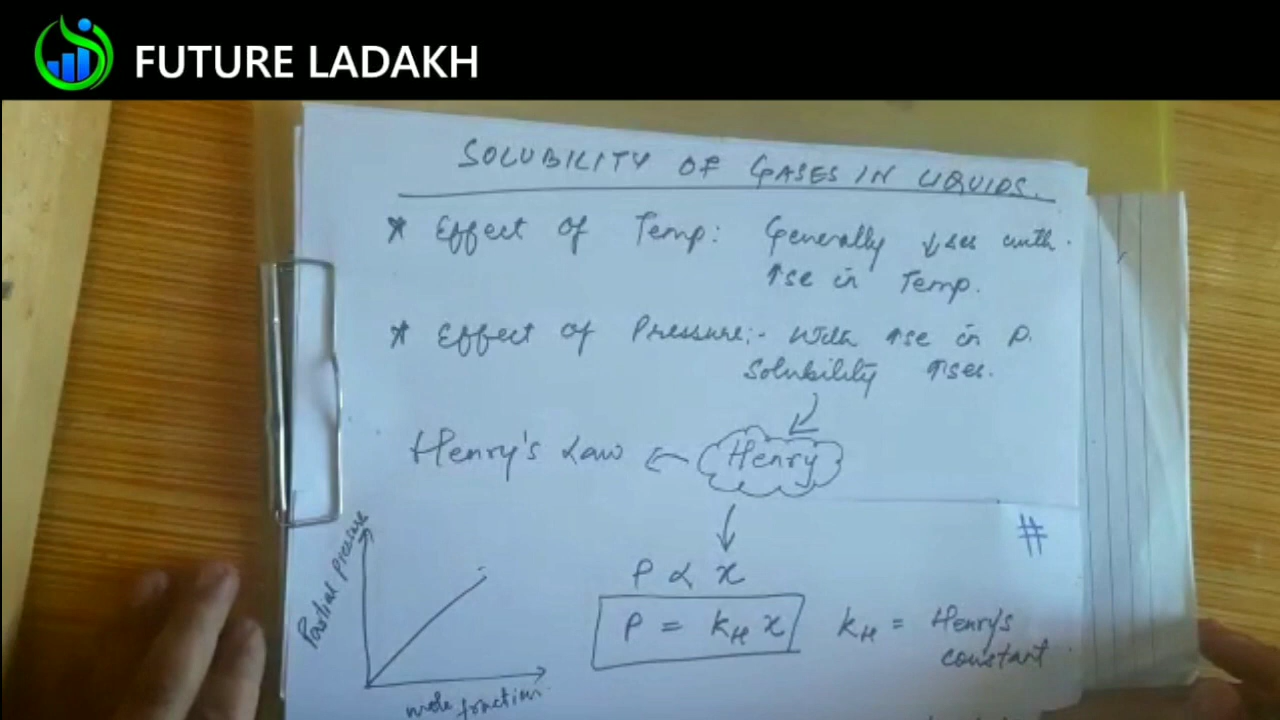 FUTURE LADAKH
SOLUBILITY OF GASES IN LIQUIDS.
* Effect of Temp: Generally ↓ses with
↑se in Temp.
* Effect of Pressure:- With ↑se in P.
Solubility ↑ses.
Henry's Law ← Henry
#
P ∝ x
P = KH x KH = Henry's
constant
Partial pressure
mole fraction